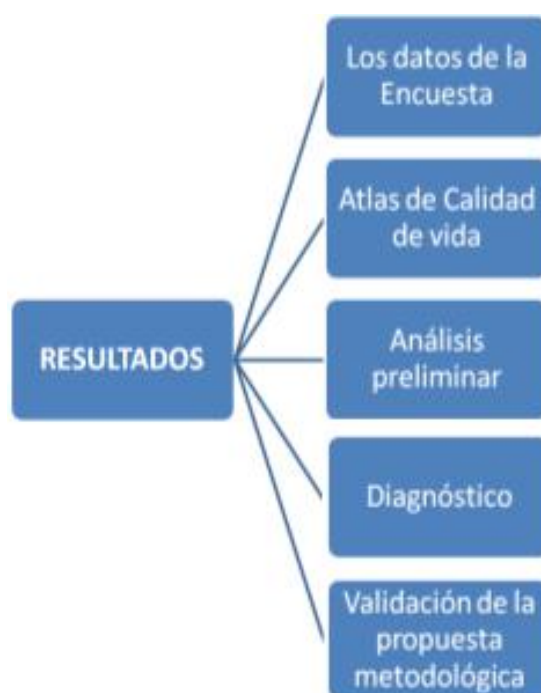 Los datos de la
Encuesta
Atlas de Calidad
de vida
RESULTADOS
Análisis
preliminar
Diagnóstico
Validación de la
propuesta
metodológica